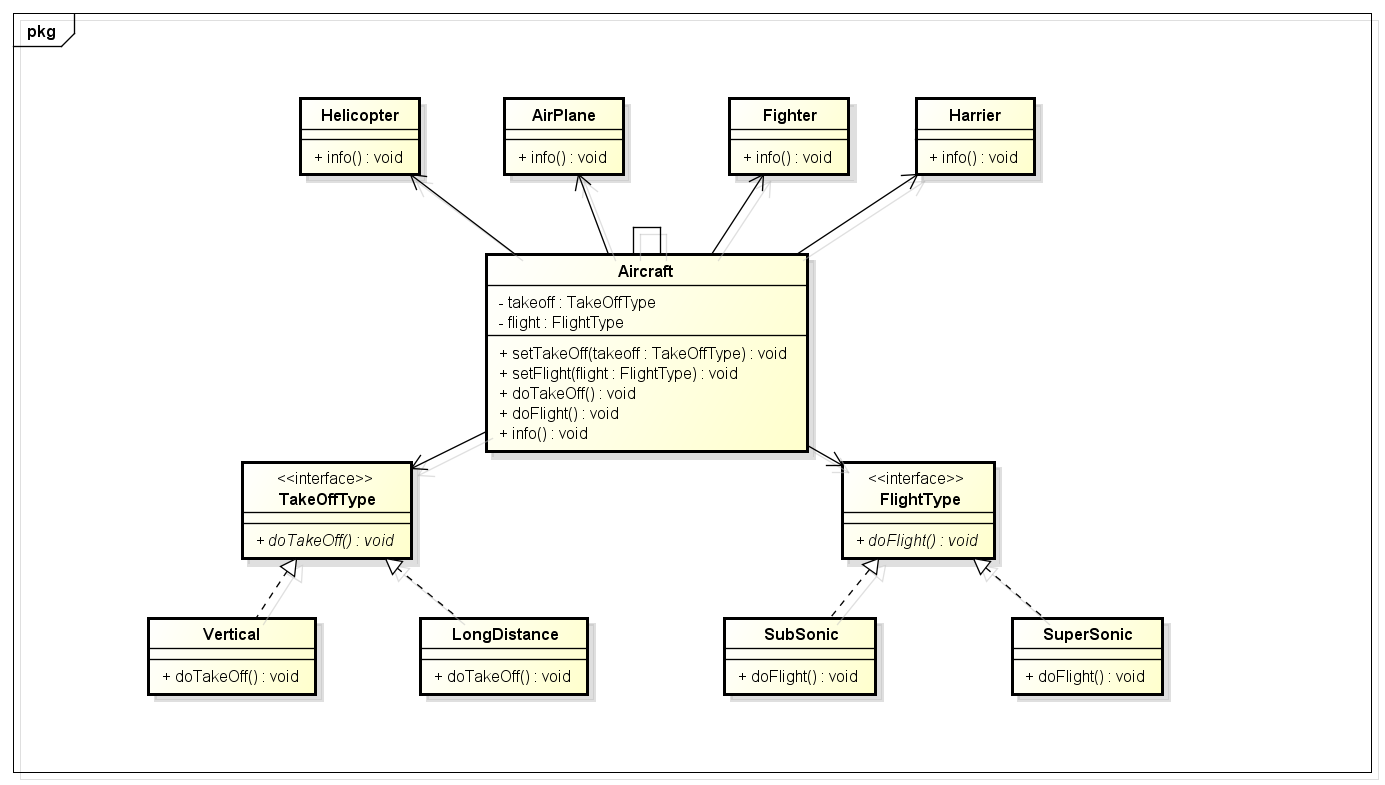 pkg
Helicopter
+ info() : void
AirPlane
+ info() : void
Fighter
+ info() : void
Harrier
+ info() : void
Aircraft
- takeoff : TakeOffType
- flight : FlightType
+ setTakeOff(takeoff : TakeOffType) : void
+ setFlight(flight : FlightType) : void
+ doTakeOff() : void
+ doFlight() : void
+ info() : void
<<interface>>
TakeOffType
+ doTakeOff() : void
<<interface>>
FlightType
+ doFlight() : void
Vertical
+ doTakeOff() : void
LongDistance
+ doTakeOff() : void
SubSonic
+ doFlight() : void
SuperSonic
+ doFlight() : void